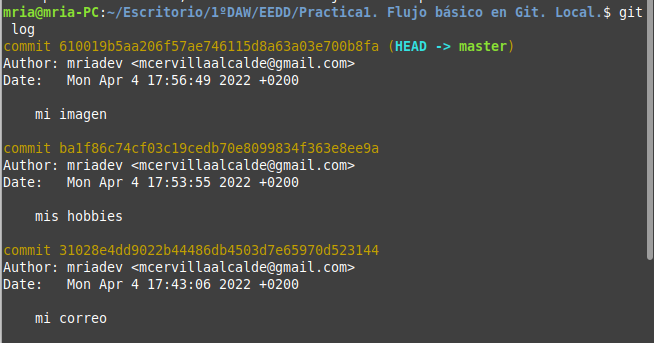 mria@mria-PC:~/Escritorio/1ºDAW/EEDD/Practica1. Flujo básico en Git. Local.$ git
log
commit 610019b5aa206f57ae746115d8a63a03e700b8fa (HEAD -> master)
Author: mriadev <mcervillaalcalde@gmail.com>
Date:   Mon Apr 4 17:56:49 2022 +0200
mi imagen
commit ba1f86c74cf03c19cedb70e8099834f363e8ee9a
Author: mriadev <mcervillaalcalde@gmail.com>
Date:   Mon Apr 4 17:53:55 2022 +0200
mis hobbies
commit 31028e4dd9022b44486db4503d7e65970d523144
Author: mriadev <mcervillaalcalde@gmail.com>
Date:   Mon Apr 4 17:43:06 2022 +0200
mi correo